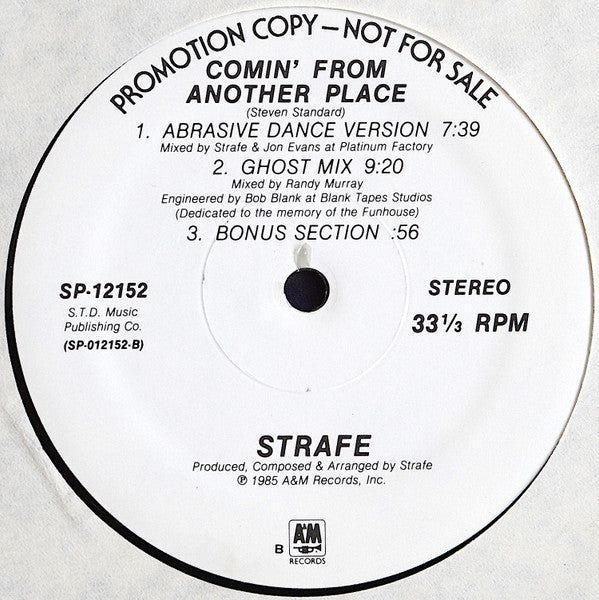 PROMOTION COPY — NOT FOR SALE
COMIN' FROM
ANOTHER PLACE
(Steven Standard)
1. ABRASIVE DANCE VERSION 7:39
Mixed by Strafe & Jon Evans at Platinum Factory
2. GHOST MIX 9:20
Mixed by Randy Murray
Engineered by Bob Blank at Blank Tapes Studios
(Dedicated to the memory of the Funhouse)
3. BONUS SECTION :56
SP-12152
S.T.D. Music
Publishing Co.
(SP-012152-B)
STEREO
33 1/3 RPM
STRAFE
Produced, Composed & Arranged by Strafe
℗ 1985 A&M Records, Inc.
B
A&M
RECORDS